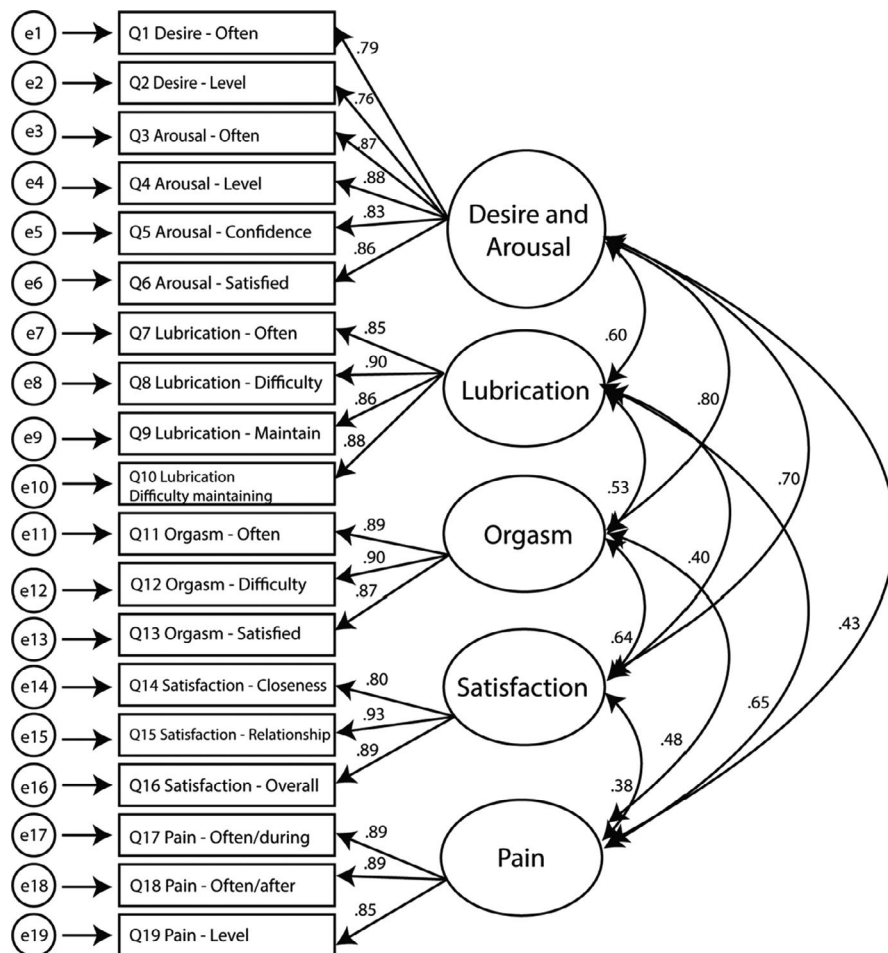 e1
Q1 Desire - Often
.79
e2
Q2 Desire - Level
.76
e3
Q3 Arousal - Often
.87
e4
Q4 Arousal - Level
.88
e5
Q5 Arousal - Confidence
.83
e6
Q6 Arousal - Satisfied
.86
Desire and
Arousal
e7
Q7 Lubrication - Often
.85
e8
Q8 Lubrication - Difficulty
.90
e9
Q9 Lubrication - Maintain
.86
e10
Q10 Lubrication
Difficulty maintaining
.88
Lubrication
e11
Q11 Orgasm - Often
.89
e12
Q12 Orgasm - Difficulty
.90
e13
Q13 Orgasm - Satisfied
.87
Orgasm
e14
Q14 Satisfaction - Closeness
.80
e15
Q15 Satisfaction - Relationship
.93
e16
Q16 Satisfaction - Overall
.89
Satisfaction
e17
Q17 Pain - Often/during
.89
e18
Q18 Pain - Often/after
.89
e19
Q19 Pain - Level
.85
Pain
.60
.80
.53
.70
.40
.64
.43
.65
.48
.38